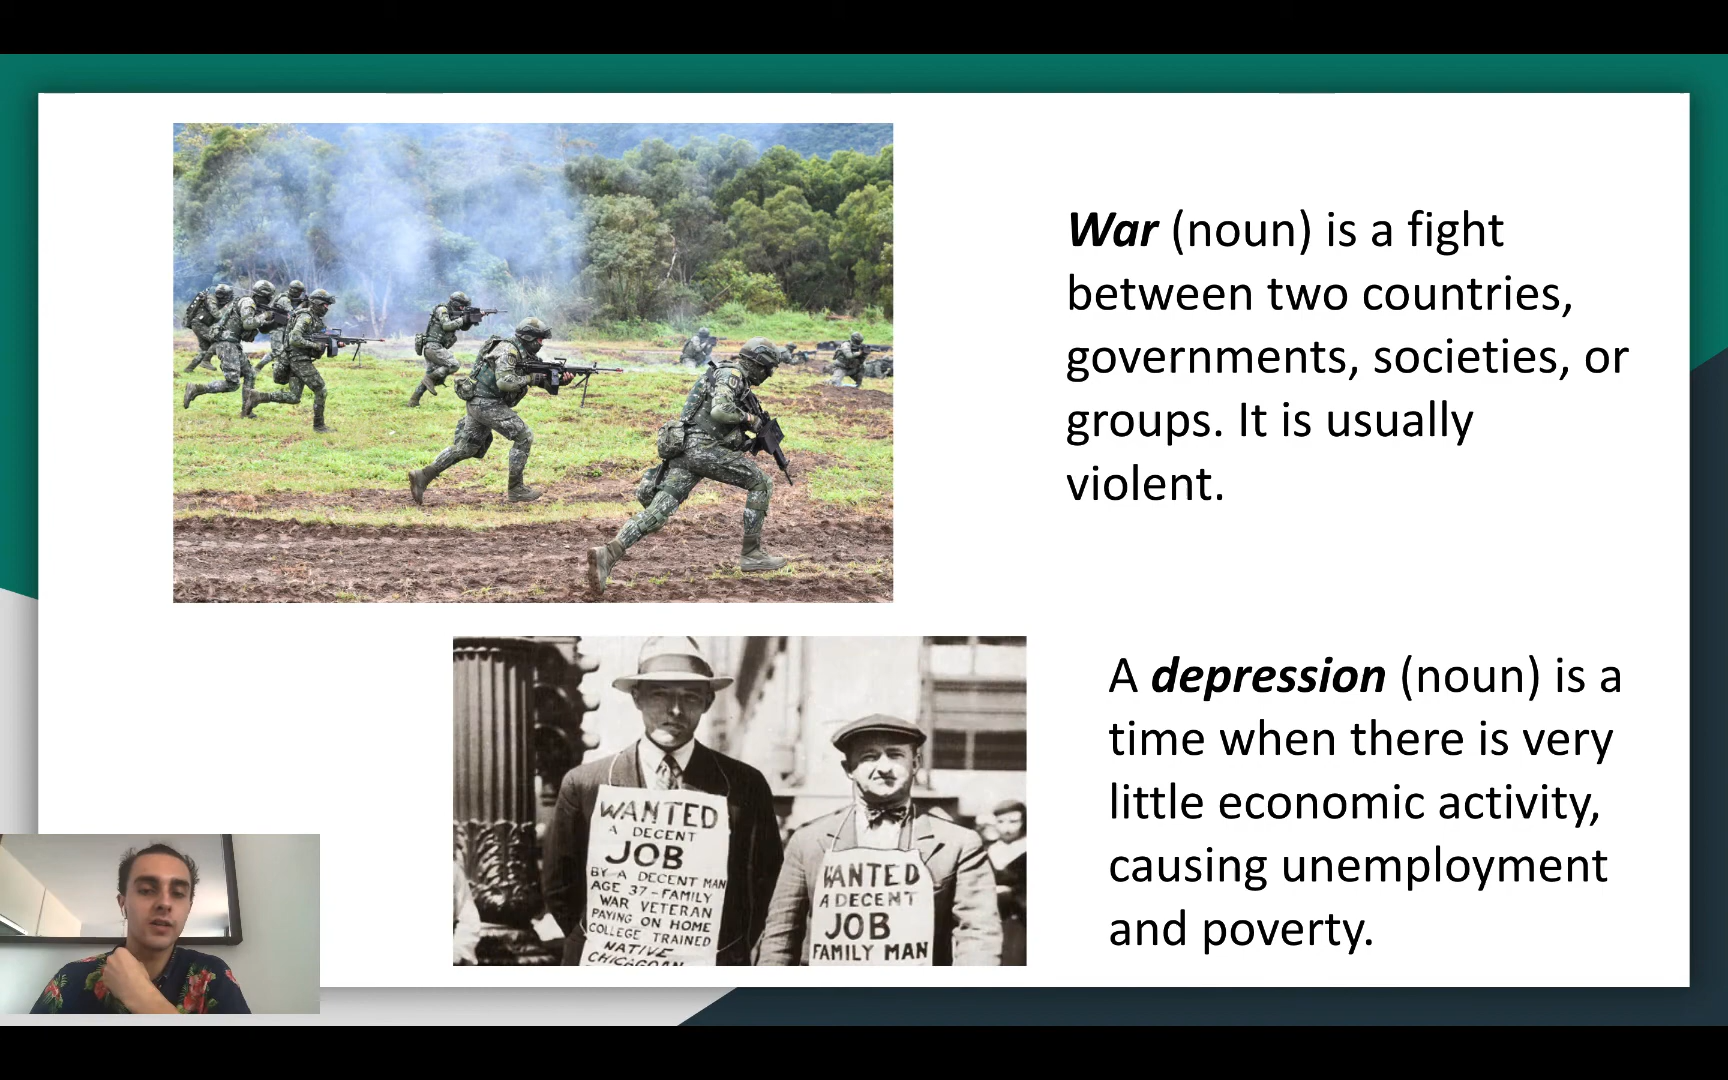 War (noun) is a fight
between two countries,
governments, societies, or
groups. It is usually
violent.
WANTED
A DECENT
JOB
BY A DECENT MAN
AGE 37-FAMILY
WAR VETERAN
PAYING ON HOME
COLLEGE TRAINED
NATIVE
CHICAGOAN
WANTED
A DECENT
JOB
FAMILY MAN
A depression (noun) is a
time when there is very
little economic activity,
causing unemployment
and poverty.